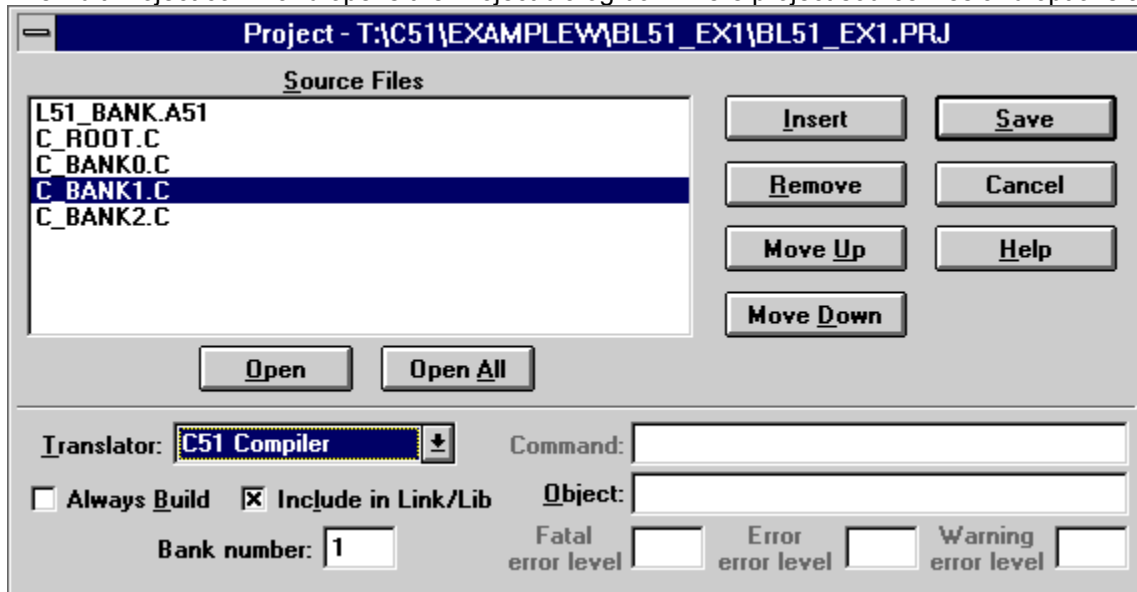 Project - T:\C51\EXAMPLEW\BL51_EX1\BL51_EX1.PRJ
Source Files
L51_BANK.A51
C_ROOT.C
C_BANK0.C
C_BANK1.C
C_BANK2.C
Insert
Save
Remove
Cancel
Move Up
Help
Move Down
Open
Open All
Translator: C51 Compiler
Command:
Always Build
Include in Link/Lib
Object:
Bank number: 1
Fatal error level
Error error level
Warning error level